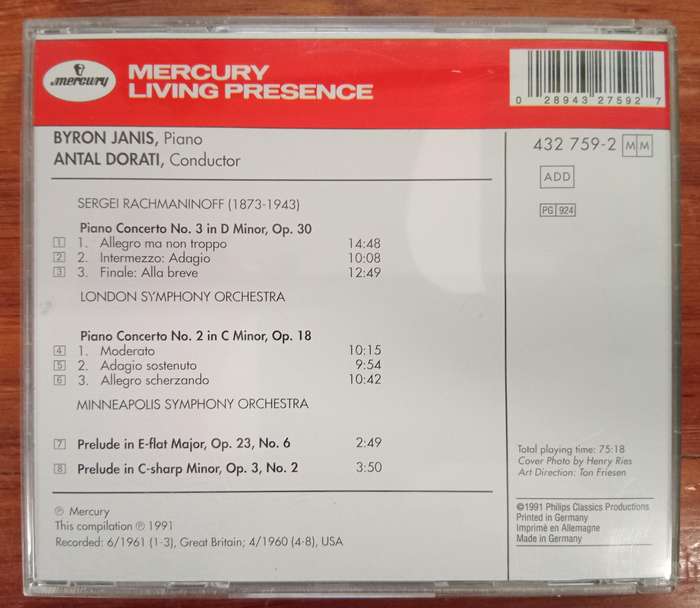 mercury
MERCURY
LIVING PRESENCE
0 28943 27592 7
BYRON JANIS, Piano
ANTAL DORATI, Conductor
432 759-2 M M
ADD
PG 924
SERGEI RACHMANINOFF (1873-1943)
Piano Concerto No. 3 in D Minor, Op. 30
1 1. Allegro ma non troppo 14:48
2 2. Intermezzo: Adagio 10:08
3 3. Finale: Alla breve 12:49
LONDON SYMPHONY ORCHESTRA
Piano Concerto No. 2 in C Minor, Op. 18
4 1. Moderato 10:15
5 2. Adagio sostenuto 9:54
6 3. Allegro scherzando 10:42
MINNEAPOLIS SYMPHONY ORCHESTRA
7 Prelude in E-flat Major, Op. 23, No. 6 2:49
8 Prelude in C-sharp Minor, Op. 3, No. 2 3:50
Total playing time: 75:18
Cover Photo by Henry Ries
Art Direction: Ton Friesen
℗ Mercury
This compilation ℗ 1991
Recorded: 6/1961 (1-3), Great Britain; 4/1960 (4-8), USA
©1991 Philips Classics Productions
Printed in Germany
Imprimé en Allemagne
Made in Germany